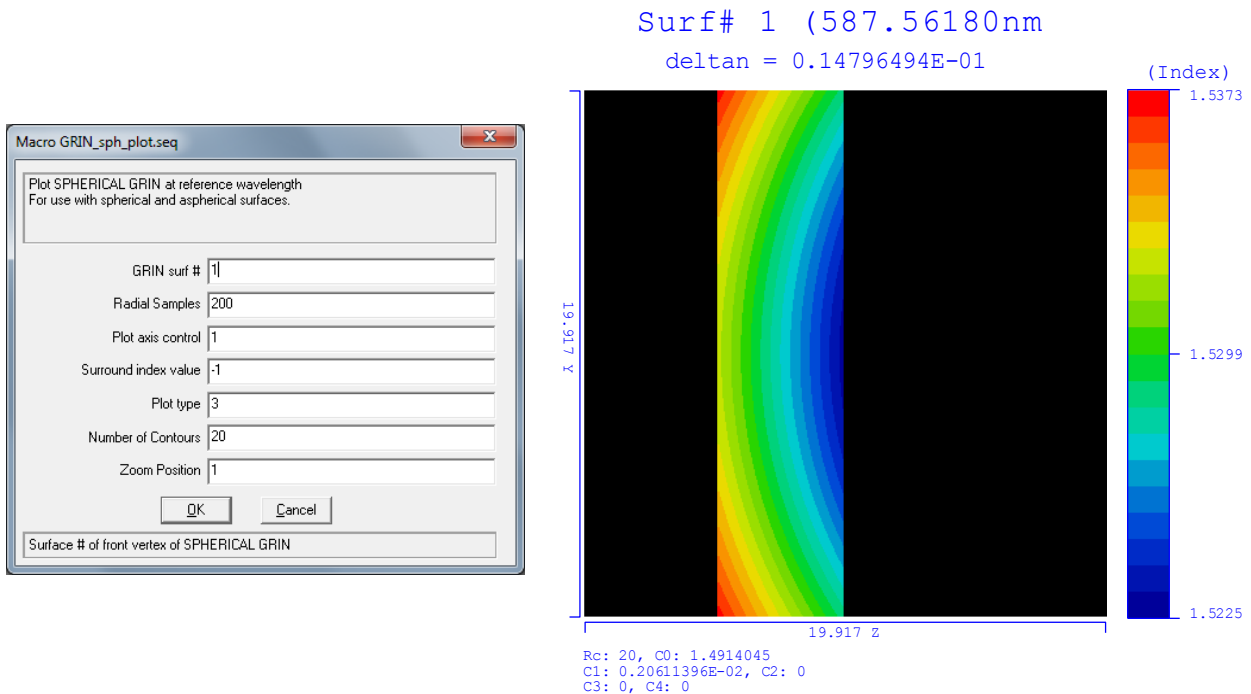 Macro GRIN_sph_plot.seq
Plot SPHERICAL GRIN at reference wavelength
For use with spherical and aspherical surfaces.
GRIN surf # 1
Radial Samples 200
Plot axis control 1
Surround index value -1
Plot type 3
Number of Contours 20
Zoom Position 1
OK Cancel
Surface # of front vertex of SPHERICAL GRIN
Surf# 1 (587.56180nm
deltan = 0.14796494E-01
(Index)
1.5373
1.5299
1.5225
19.917 Y
19.917 Z
Rc: 20, C0: 1.4914045
C1: 0.20611396E-02, C2: 0
C3: 0, C4: 0